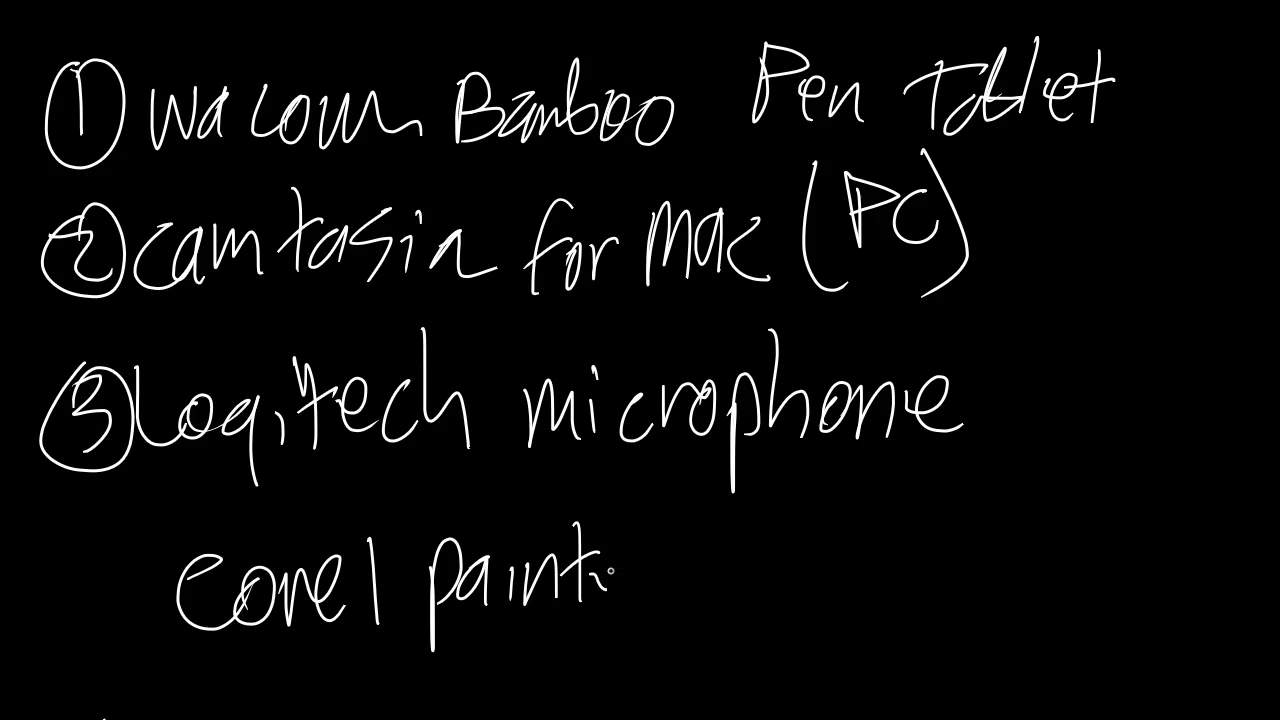 ① Wacom Bamboo Pen Tablet
② Camtasia for Mac (PC)
③ Logitech microphone
Corel paint